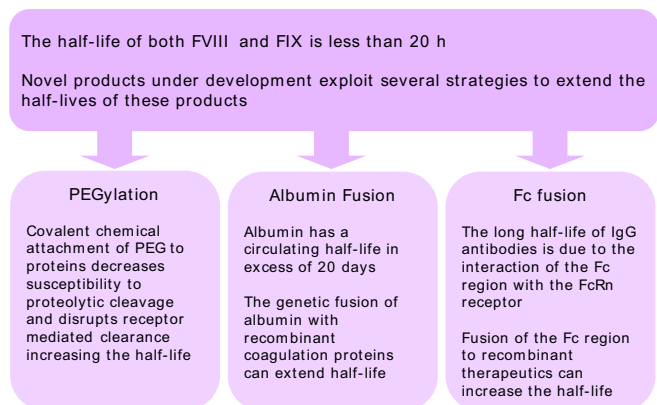 The half-life of both FVIII and FIX is less than 20 h
Novel products under development exploit several strategies to extend the
half-lives of these products
PEGylation
Covalent chemical
attachment of PEG to
proteins decreases
susceptibility to
proteolytic cleavage
and disrupts receptor
mediated clearance
increasing the half-life
Albumin Fusion
Albumin has a
circulating half-life in
excess of 20 days
The genetic fusion of
albumin with
recombinant
coagulation proteins
can extend half-life
Fc fusion
The long half-life of IgG
antibodies is due to the
interaction of the Fc
region with the FcRn
receptor
Fusion of the Fc region
to recombinant
therapeutics can
increase the half-life